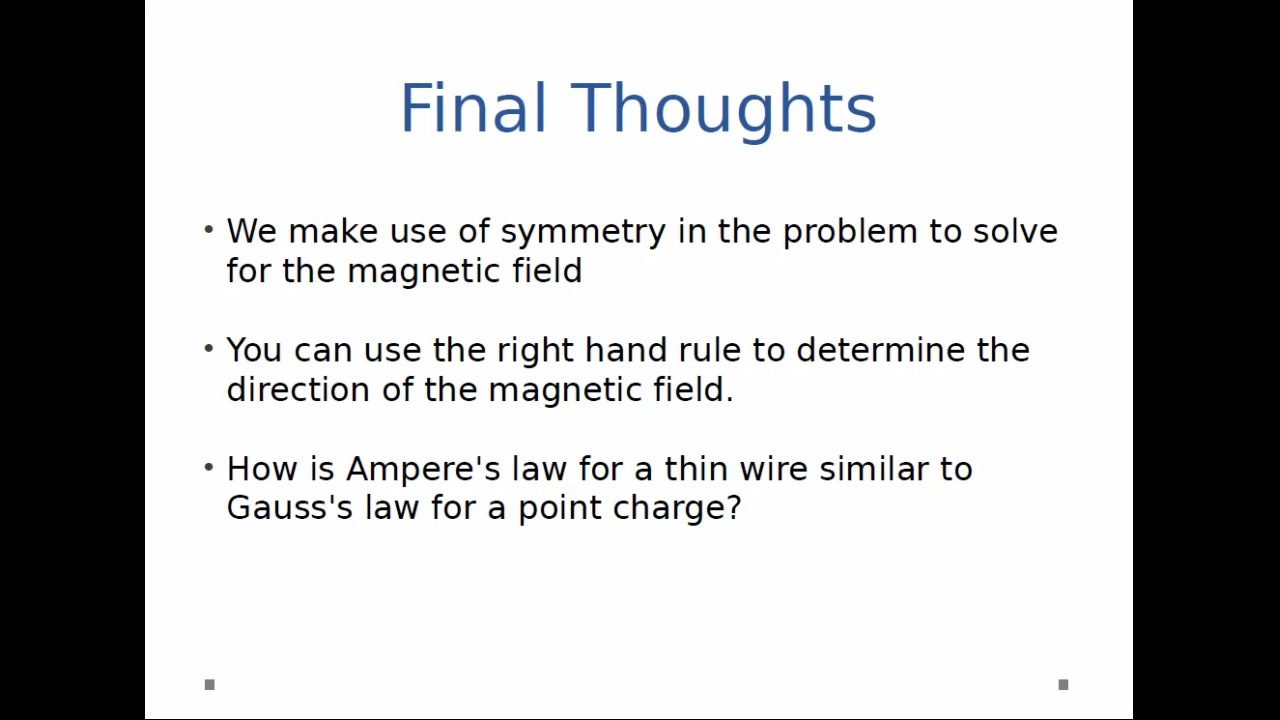 Final Thoughts
• We make use of symmetry in the problem to solve
for the magnetic field
• You can use the right hand rule to determine the
direction of the magnetic field.
• How is Ampere's law for a thin wire similar to
Gauss's law for a point charge?